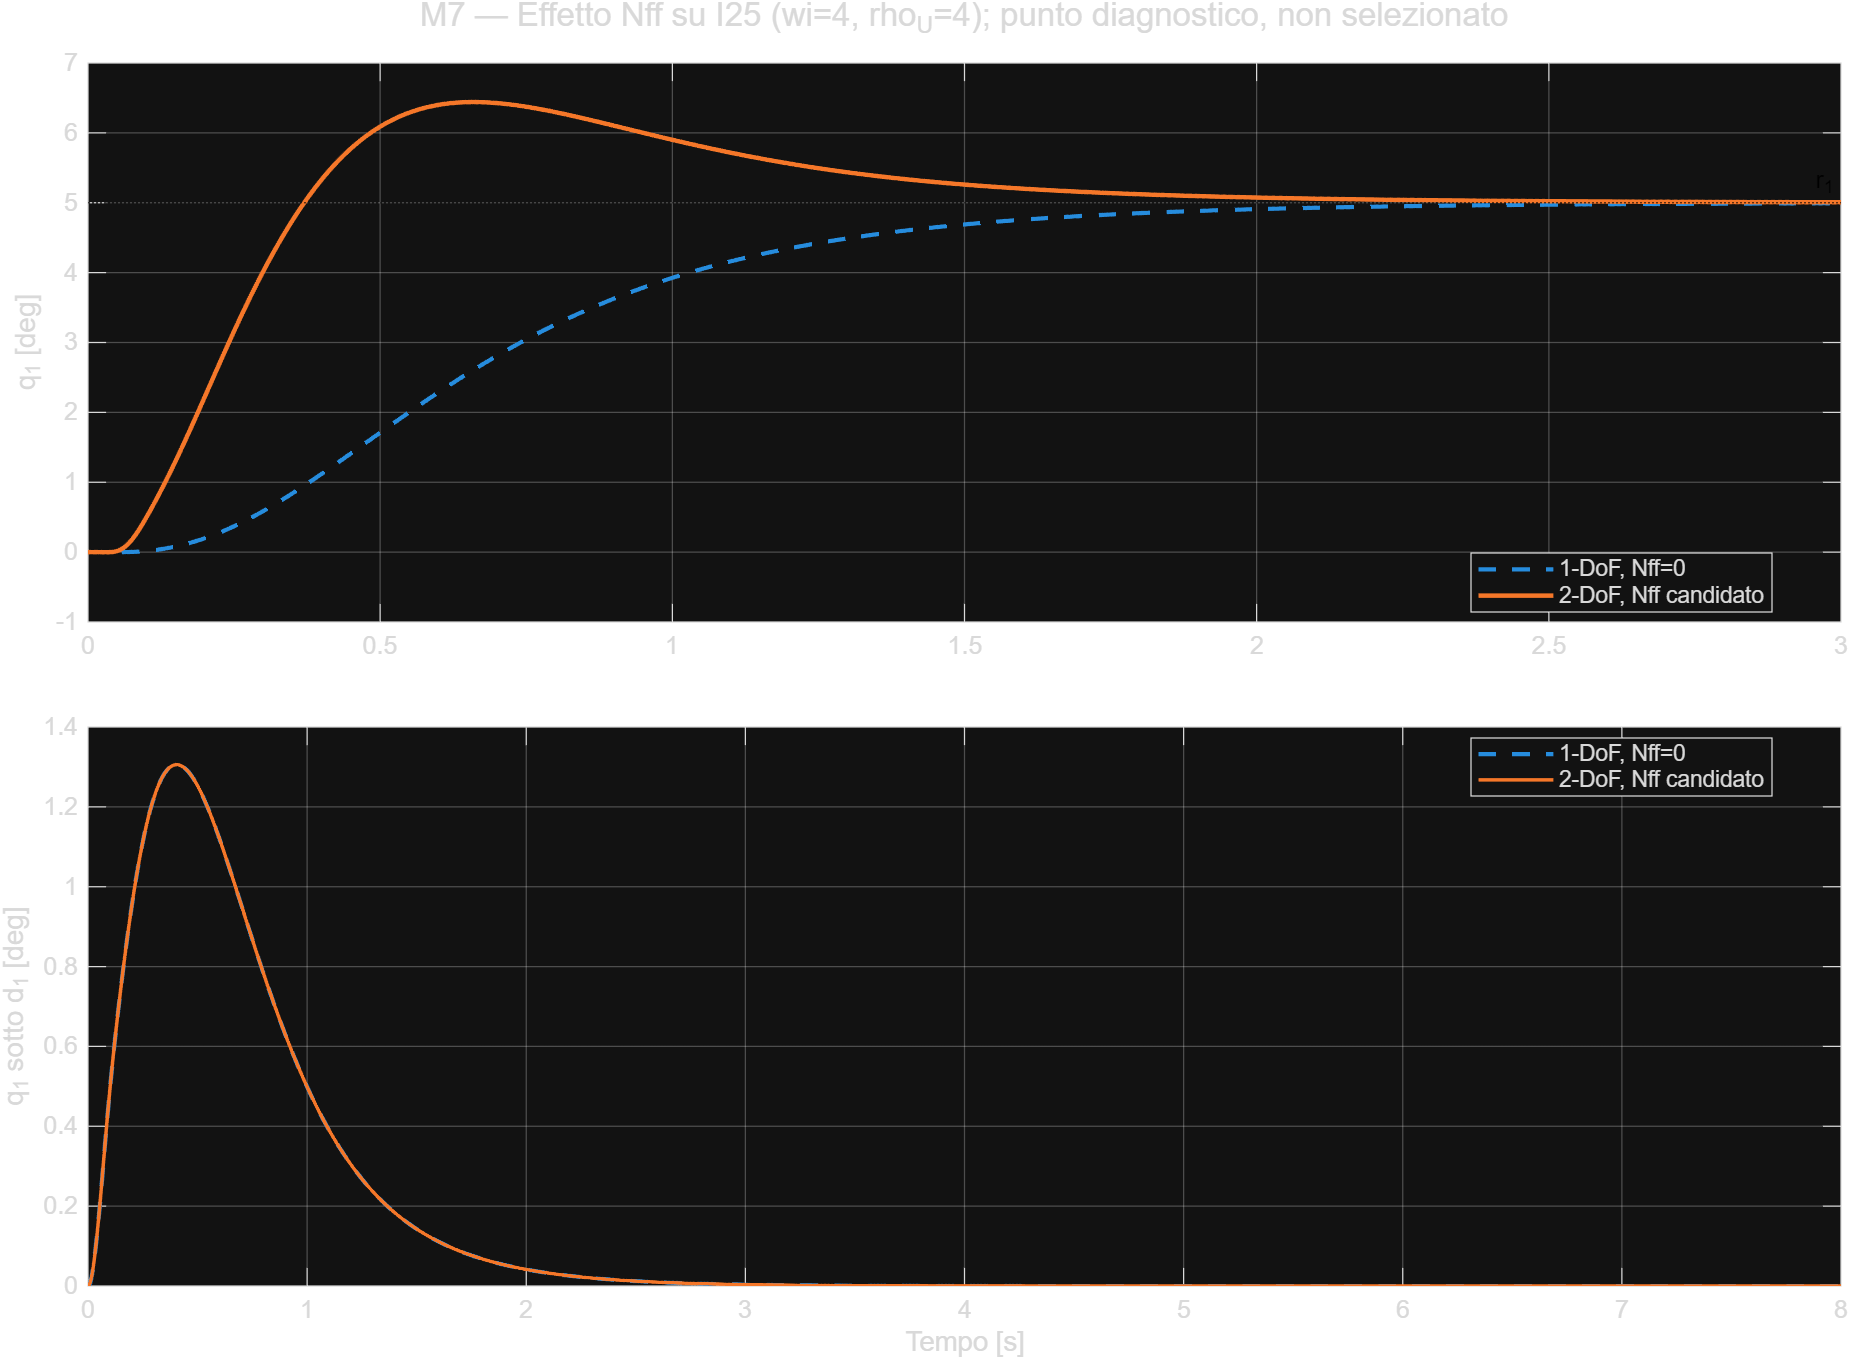 M7 — Effetto Nff su I25 (wi=4, rho_U=4); punto diagnostico, non selezionato
7
6
5
4
3
2
1
0
-1
q₁ [deg]
r₁
1-DoF, Nff=0
2-DoF, Nff candidato
0 0.5 1 1.5 2 2.5 3
1.4
1.2
1
0.8
0.6
0.4
0.2
0
q₁ sotto d₁ [deg]
1-DoF, Nff=0
2-DoF, Nff candidato
0 1 2 3 4 5 6 7 8
Tempo [s]